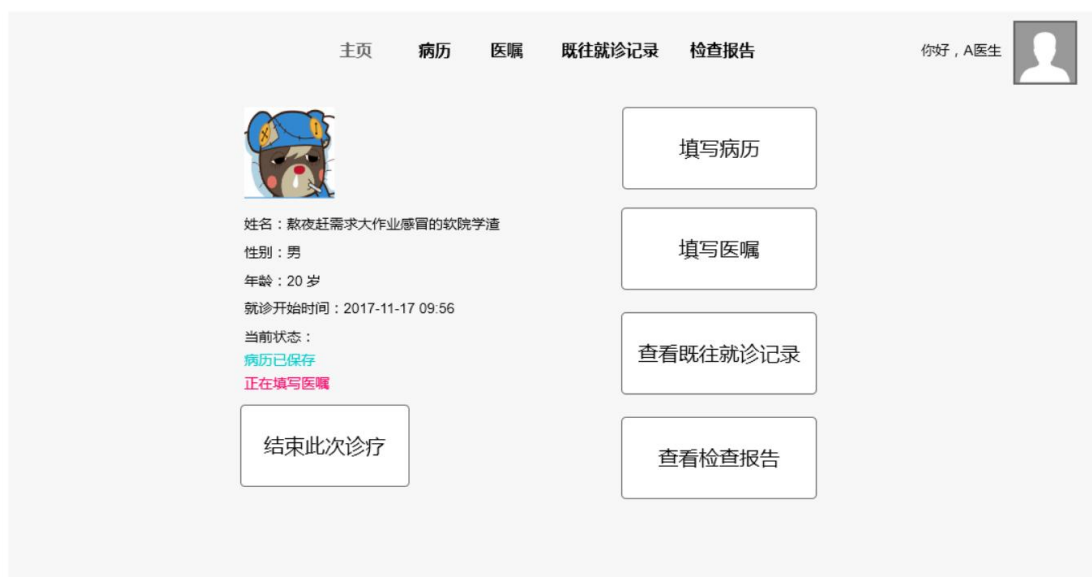 主页 病历 医嘱 既往就诊记录 检查报告 你好，A医生
姓名：熬夜赶需求大作业感冒的软院学渣
性别：男
年龄：20 岁
就诊开始时间：2017-11-17 09:56
当前状态：
病历已保存
正在填写医嘱
结束此次诊疗
填写病历
填写医嘱
查看既往就诊记录
查看检查报告